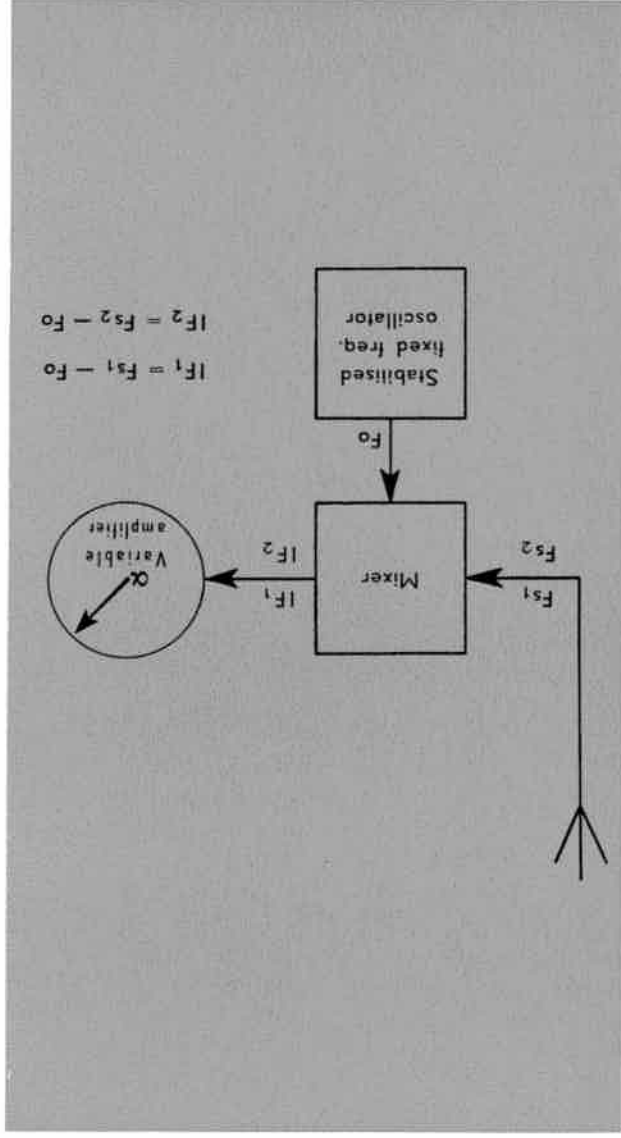 Fs₁
Fs₂
Mixer
IF₁
IF₂
α
Variable
amplifier
Fo
Stabilised
fixed freq.
oscillator
IF₁ = Fs₁ − Fo
IF₂ = Fs₂ − Fo